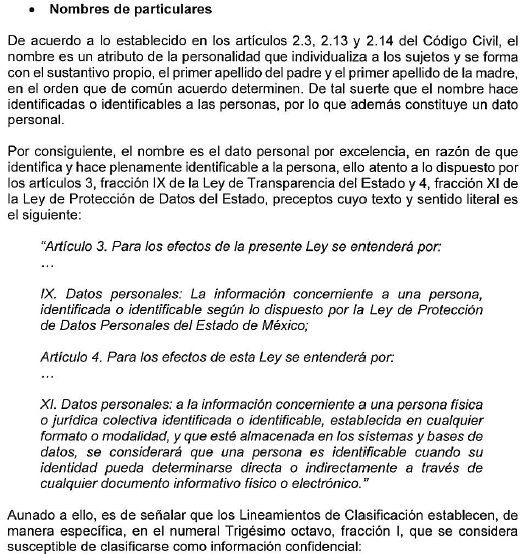 • Nombres de particulares
De acuerdo a lo establecido en los artículos 2.3, 2.13 y 2.14 del Código Civil, el
nombre es un atributo de la personalidad que individualiza a los sujetos y se forma
con el sustantivo propio, el primer apellido del padre y el primer apellido de la madre,
en el orden que de común acuerdo determinen. De tal suerte que el nombre hace
identificadas o identificables a las personas, por lo que además constituye un dato
personal.
Por consiguiente, el nombre es el dato personal por excelencia, en razón de que
identifica y hace plenamente identificable a la persona, ello atento a lo dispuesto por
los artículos 3, fracción IX de la Ley de Transparencia del Estado y 4, fracción XI de
la Ley de Protección de Datos del Estado, preceptos cuyo texto y sentido literal es
el siguiente:
"Artículo 3. Para los efectos de la presente Ley se entenderá por:
...
IX. Datos personales: La información concerniente a una persona,
identificada o identificable según lo dispuesto por la Ley de Protección
de Datos Personales del Estado de México;
Artículo 4. Para los efectos de esta Ley se entenderá por:
...
XI. Datos personales: a la información concerniente a una persona física
o jurídica colectiva identificada o identificable, establecida en cualquier
formato o modalidad, y que esté almacenada en los sistemas y bases de
datos, se considerará que una persona es identificable cuando su
identidad pueda determinarse directa o indirectamente a través de
cualquier documento informativo físico o electrónico."
Aunado a ello, es de señalar que los Lineamientos de Clasificación establecen, de
manera específica, en el numeral Trigésimo octavo, fracción I, que se considera
susceptible de clasificarse como información confidencial: